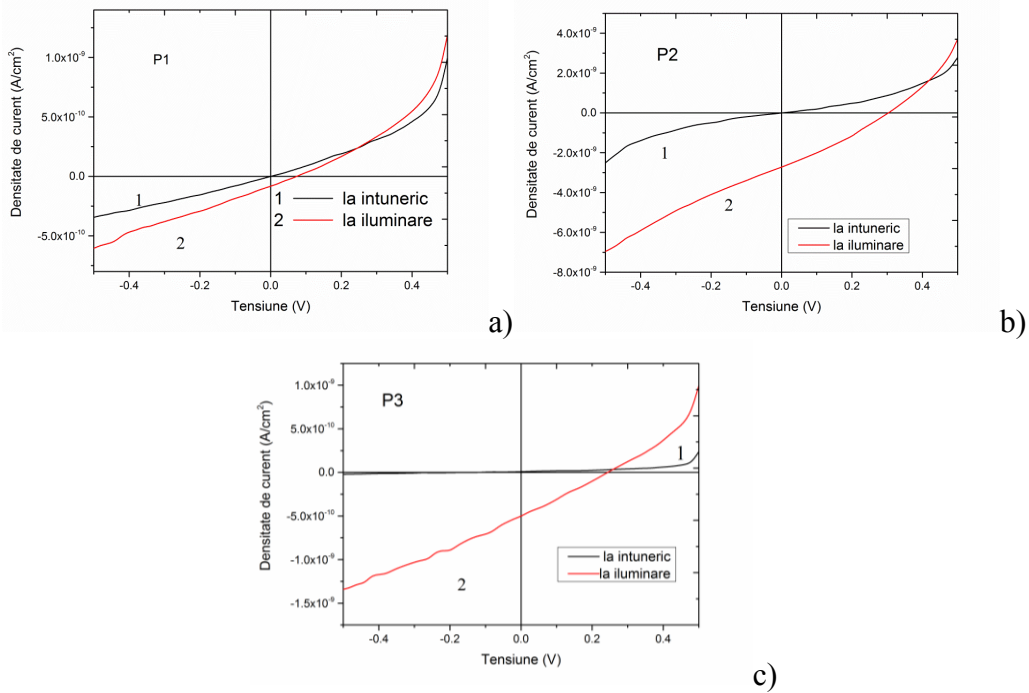 P1
Densitate de curent (A/cm²)
1.0x10⁻⁹
5.0x10⁻¹⁰
0.0
-5.0x10⁻¹⁰
1
2
1 la intuneric
2 la iluminare
-0.4 -0.2 0.0 0.2 0.4
Tensiune (V)
a)
P2
Densitate de curent (A/cm²)
4.0x10⁻⁹
2.0x10⁻⁹
0.0
-2.0x10⁻⁹
-4.0x10⁻⁹
-6.0x10⁻⁹
-8.0x10⁻⁹
1
2
la intuneric
la iluminare
-0.4 -0.2 0.0 0.2 0.4
Tensiune (V)
b)
P3
Densitate de curent (A/cm²)
1.0x10⁻⁹
5.0x10⁻¹⁰
0.0
-5.0x10⁻¹⁰
-1.0x10⁻⁹
-1.5x10⁻⁹
1
2
la intuneric
la iluminare
-0.4 -0.2 0.0 0.2 0.4
Tensiune (V)
c)